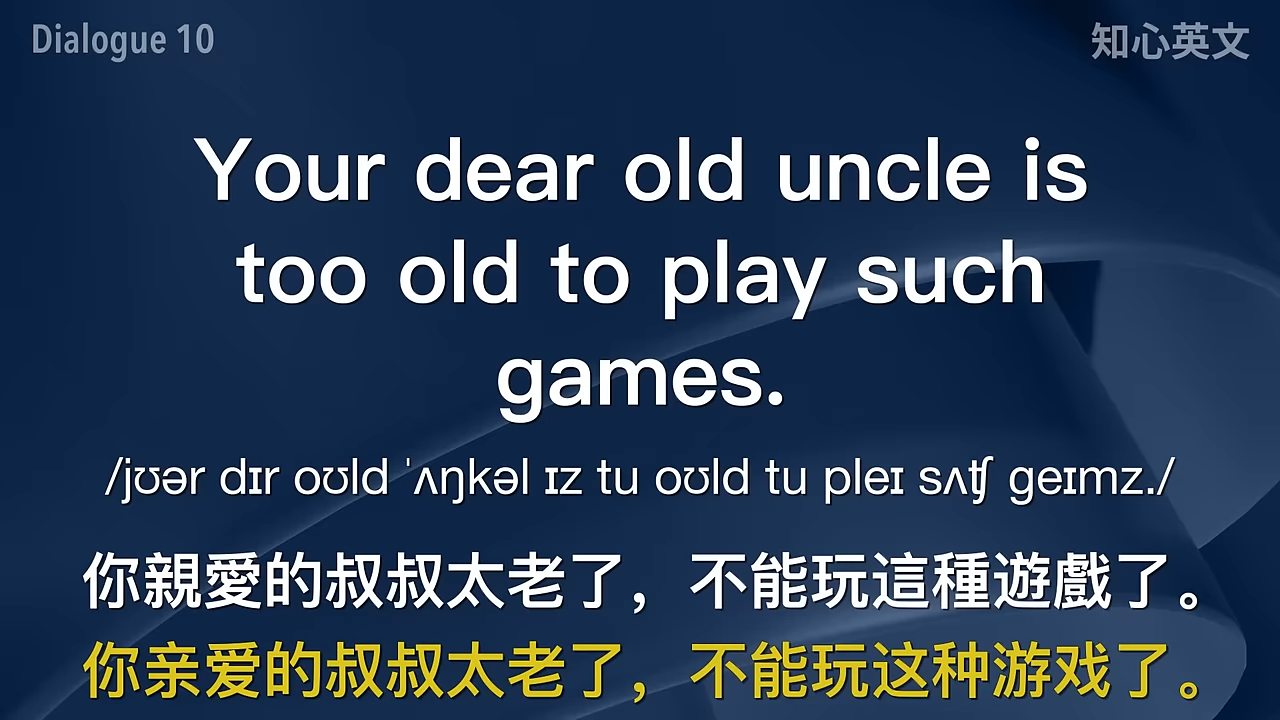 Dialogue 10
知心英文
Your dear old uncle is
too old to play such
games.
/jʊər dɪr oʊld ˈʌŋkəl ɪz tu oʊld tu pleɪ sʌʧ geɪmz./
你親愛的叔叔太老了，不能玩這種遊戲了。
你亲爱的叔叔太老了，不能玩这种游戏了。